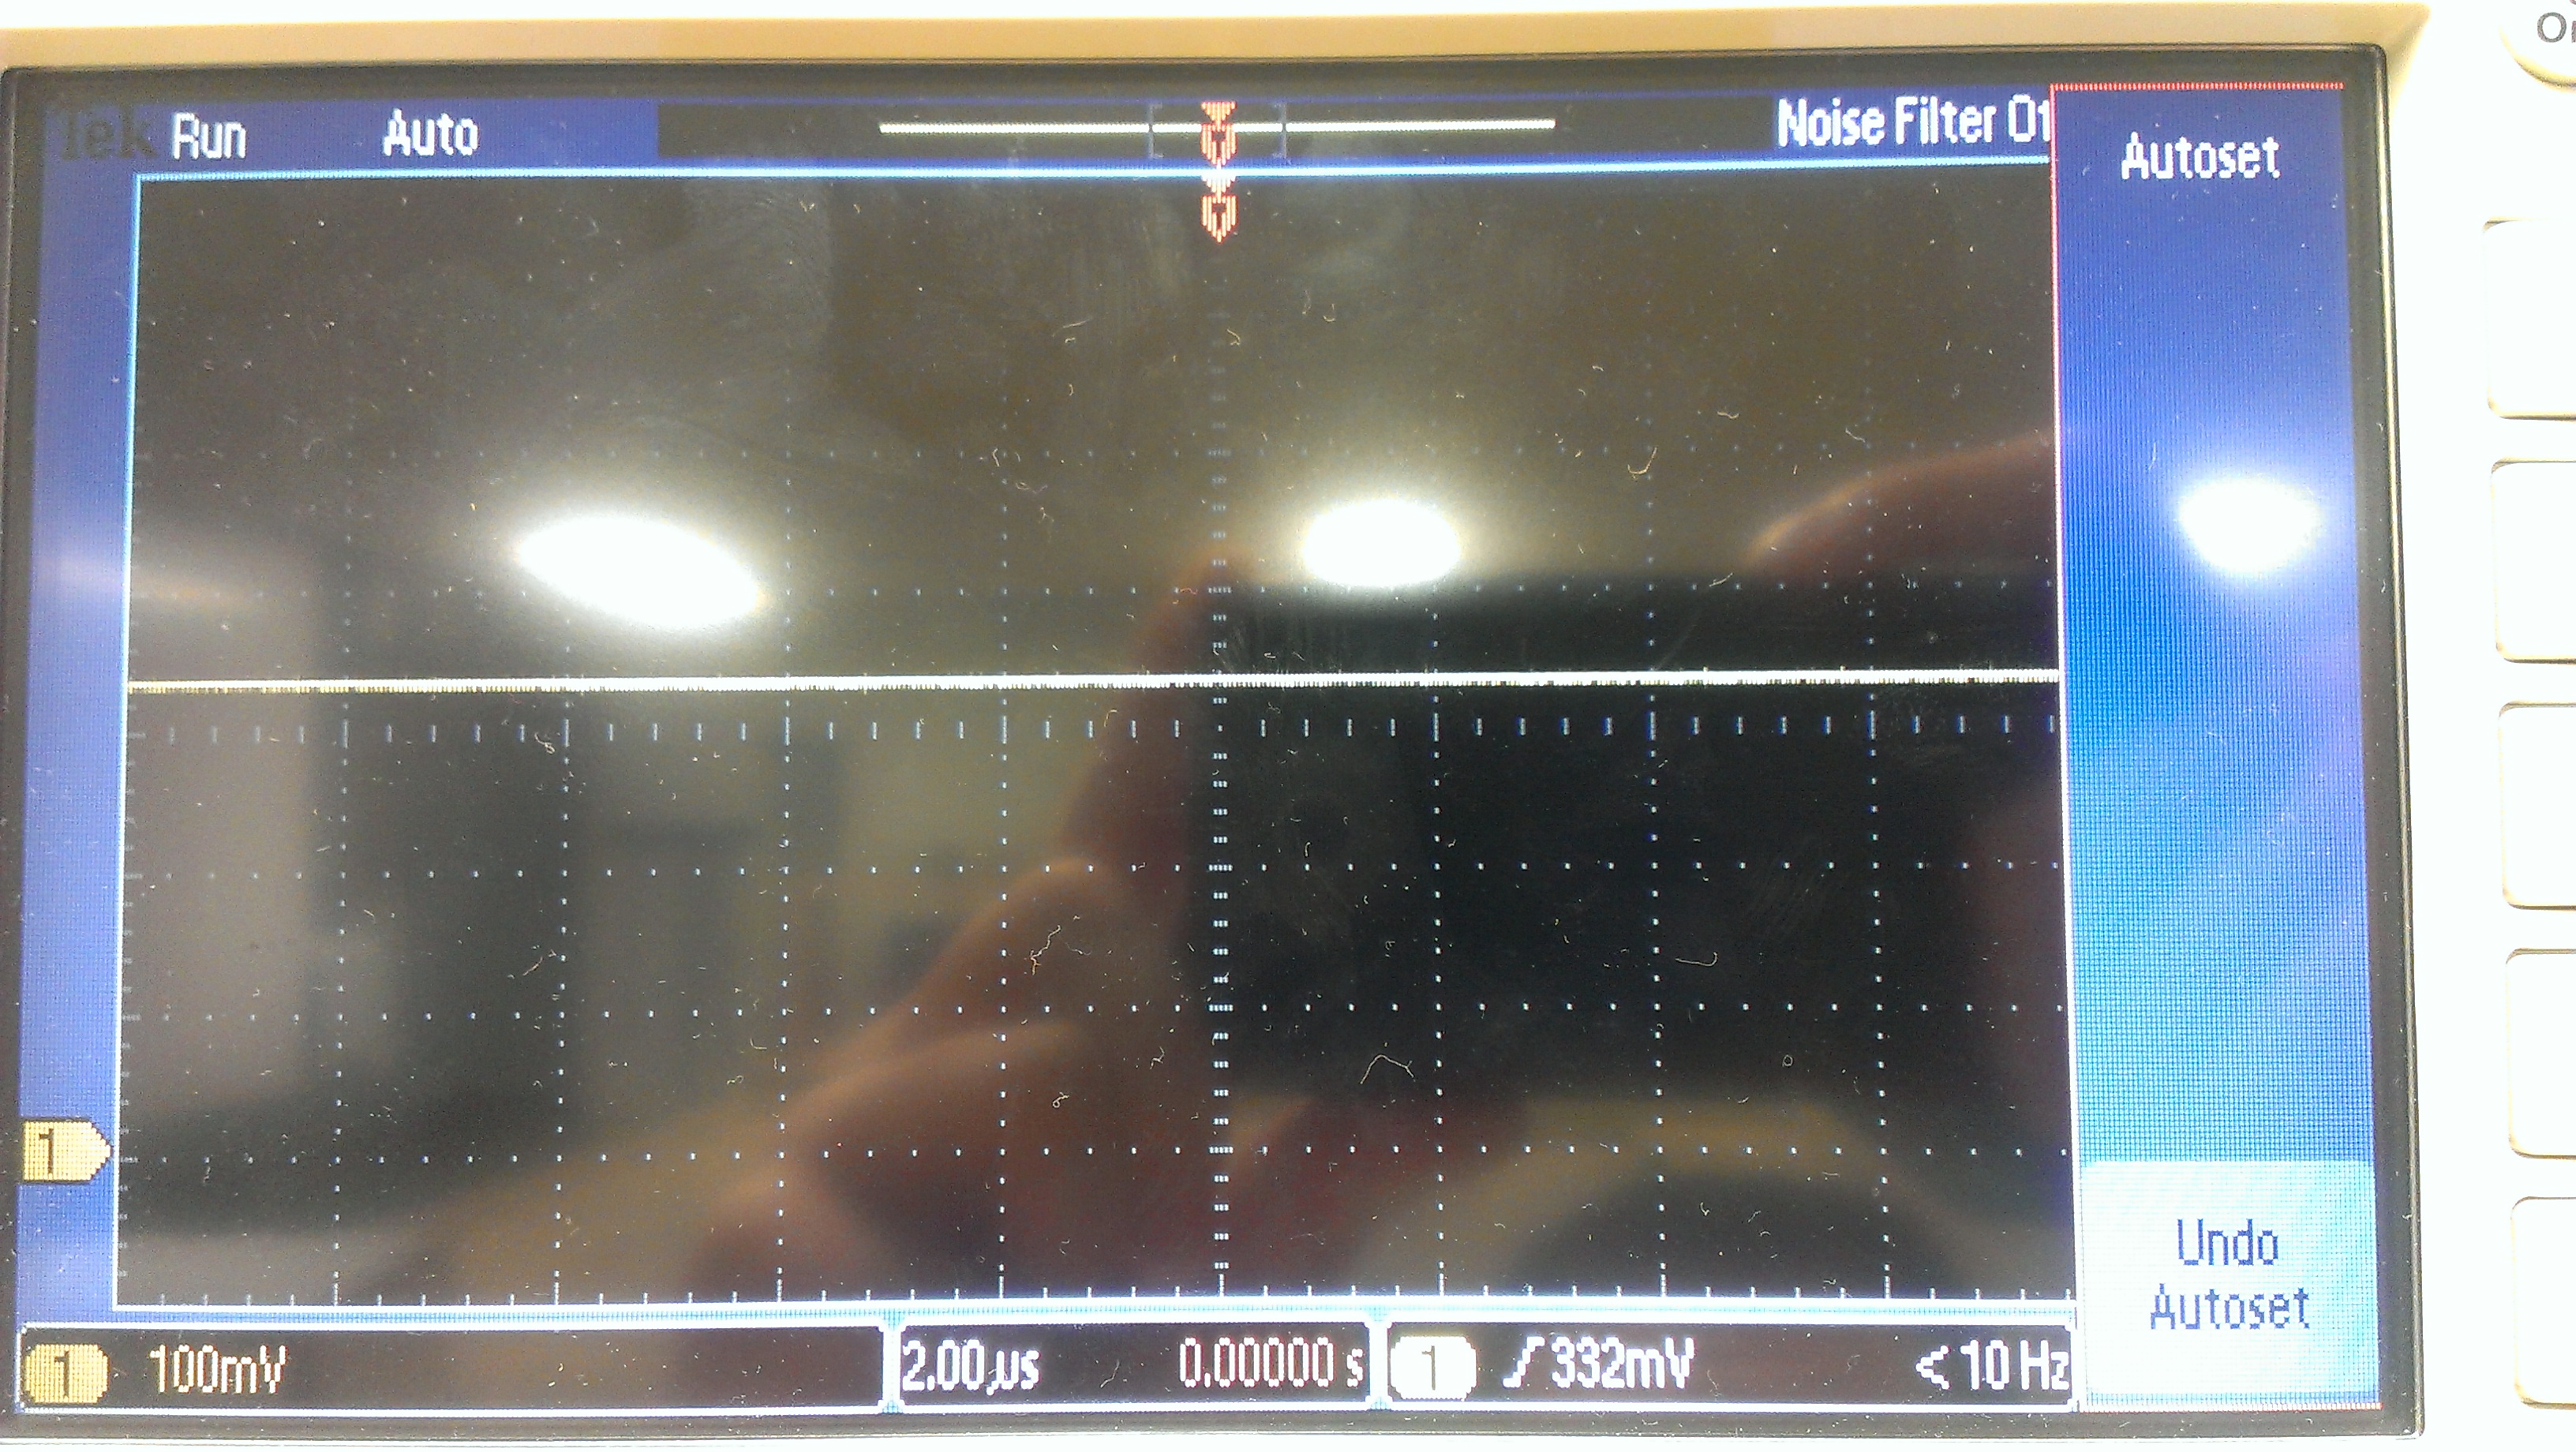 Tek Run Auto Noise Filter Of
Autoset
1
Undo
Autoset
1 100mV 2.00µs 0.00000 s 1 332mV < 10 Hz